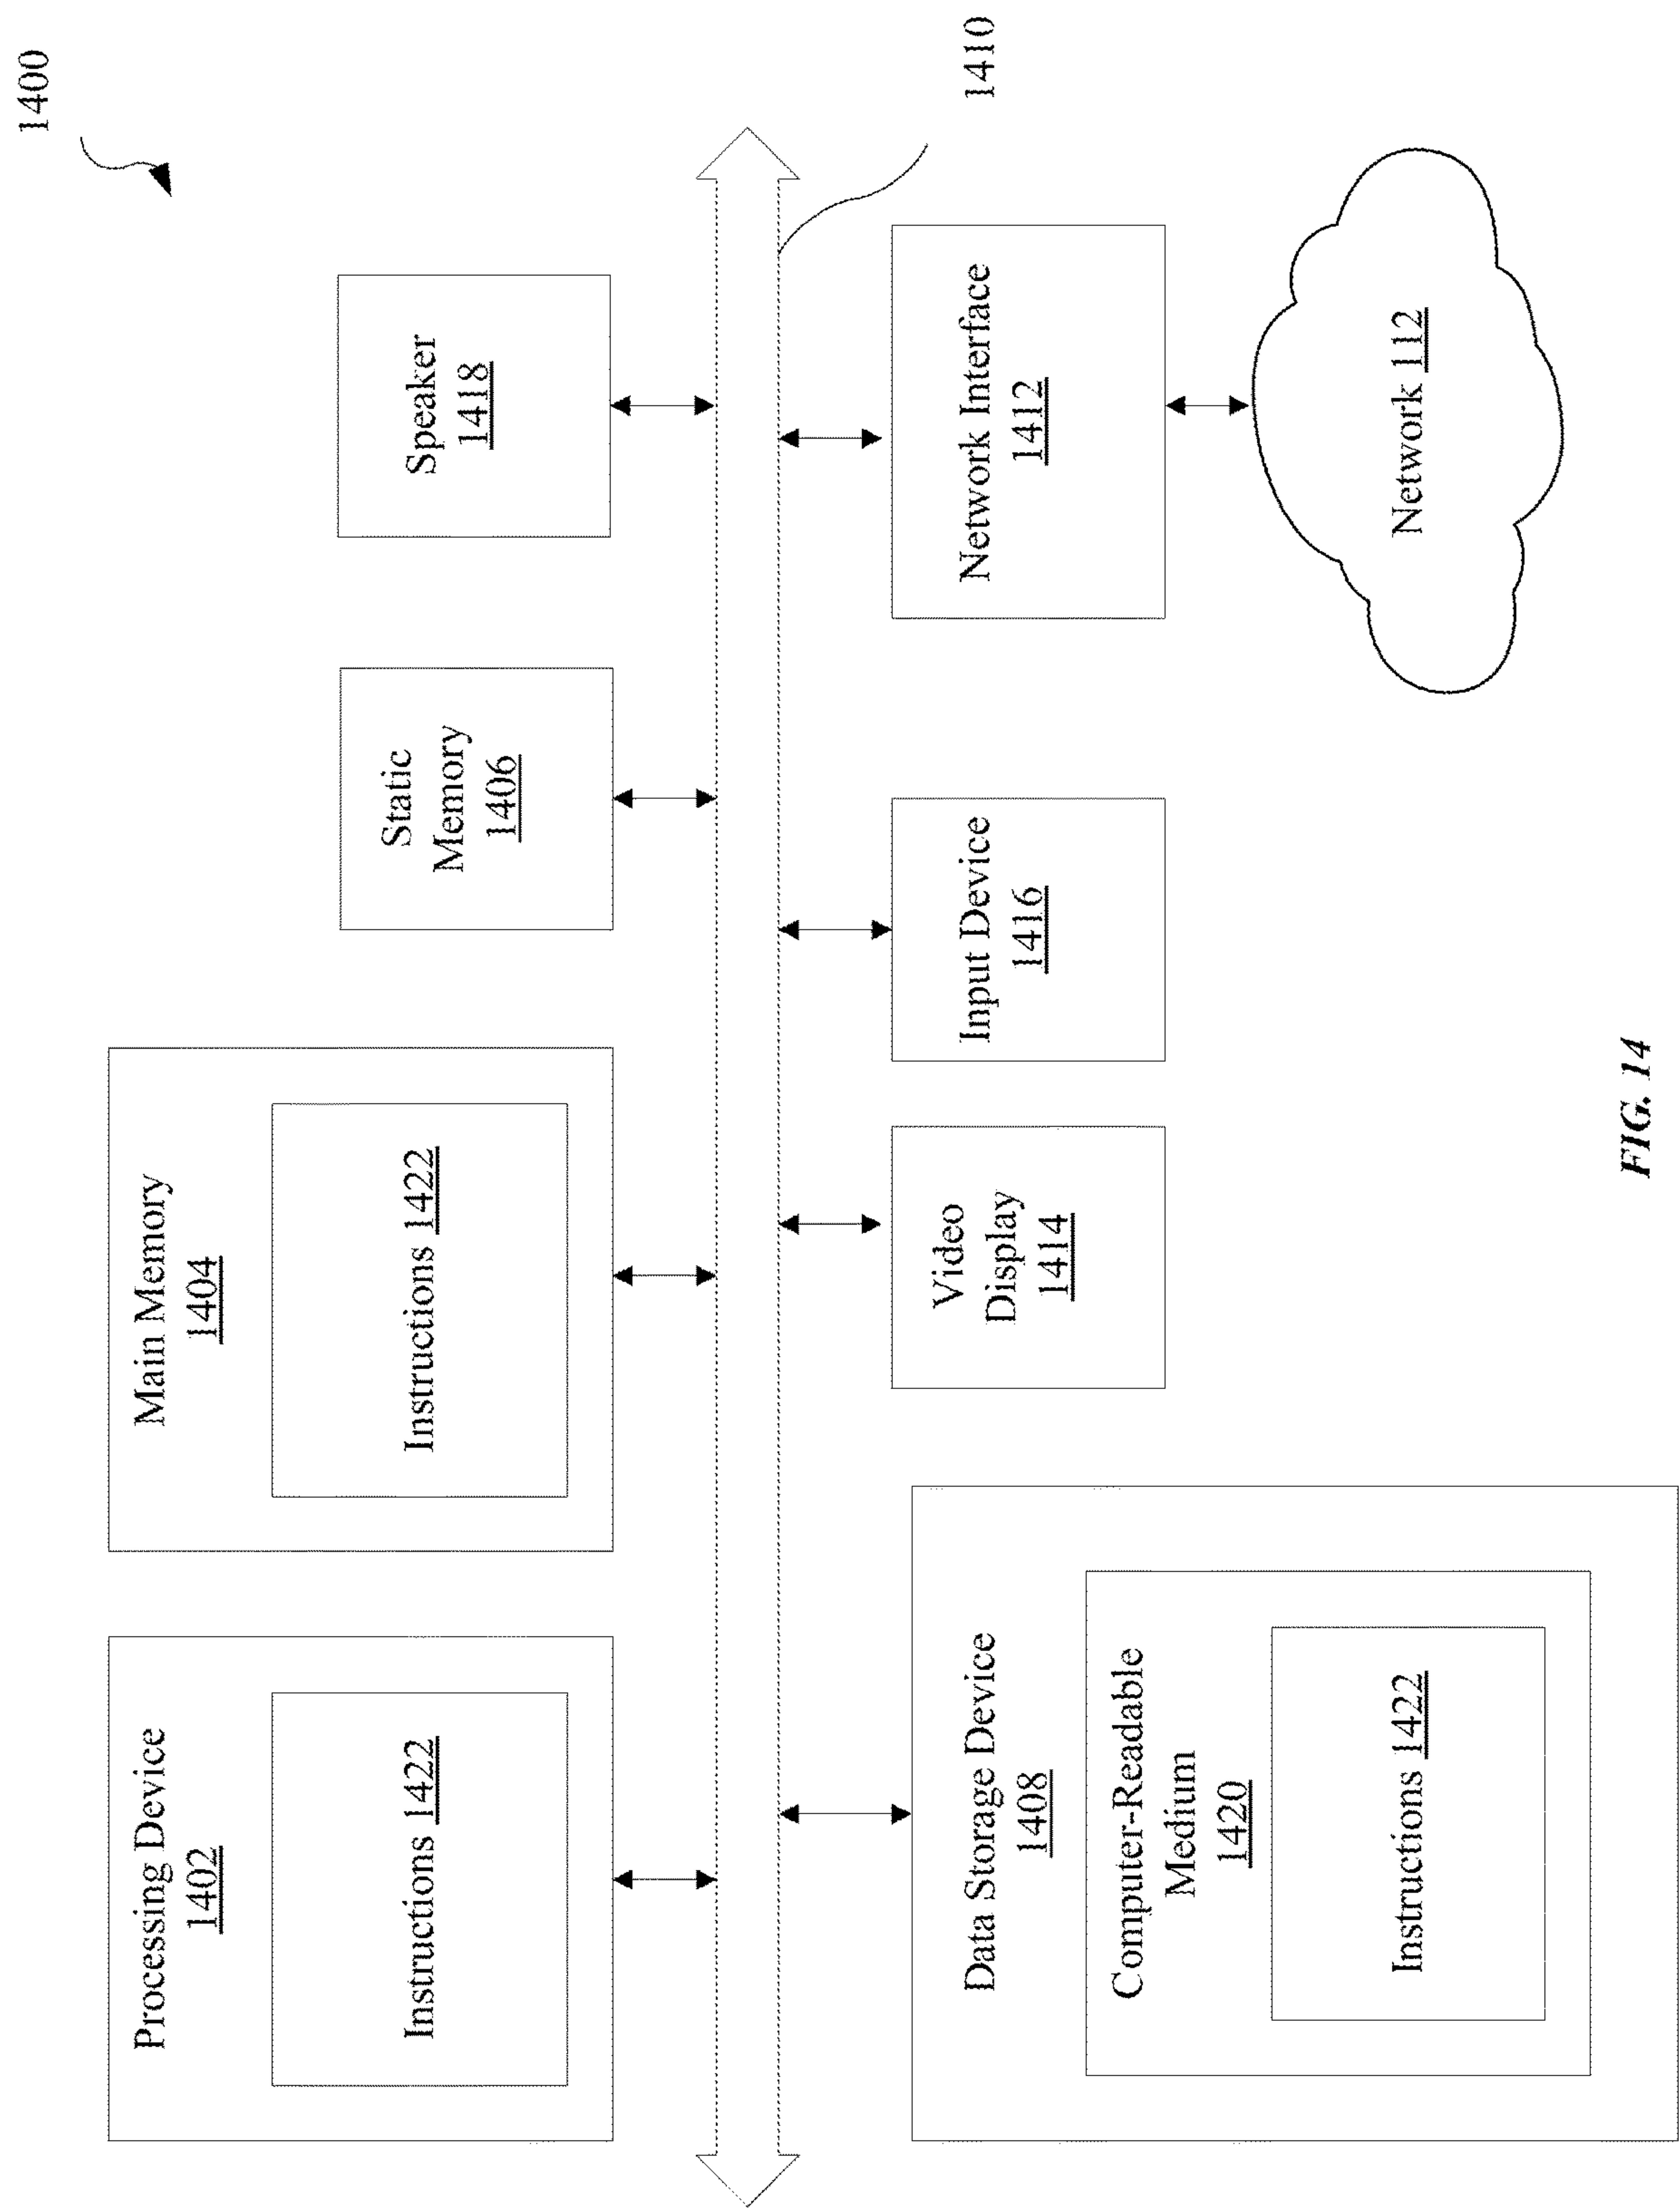 1400
Processing Device
1402
Instructions 1422
Main Memory
1404
Instructions 1422
Static
Memory
1406
Speaker
1418
1410
Data Storage Device
1408
Computer-Readable
Medium
1420
Instructions 1422
Video
Display
1414
Input Device
1416
Network Interface
1412
Network 112
FIG. 14